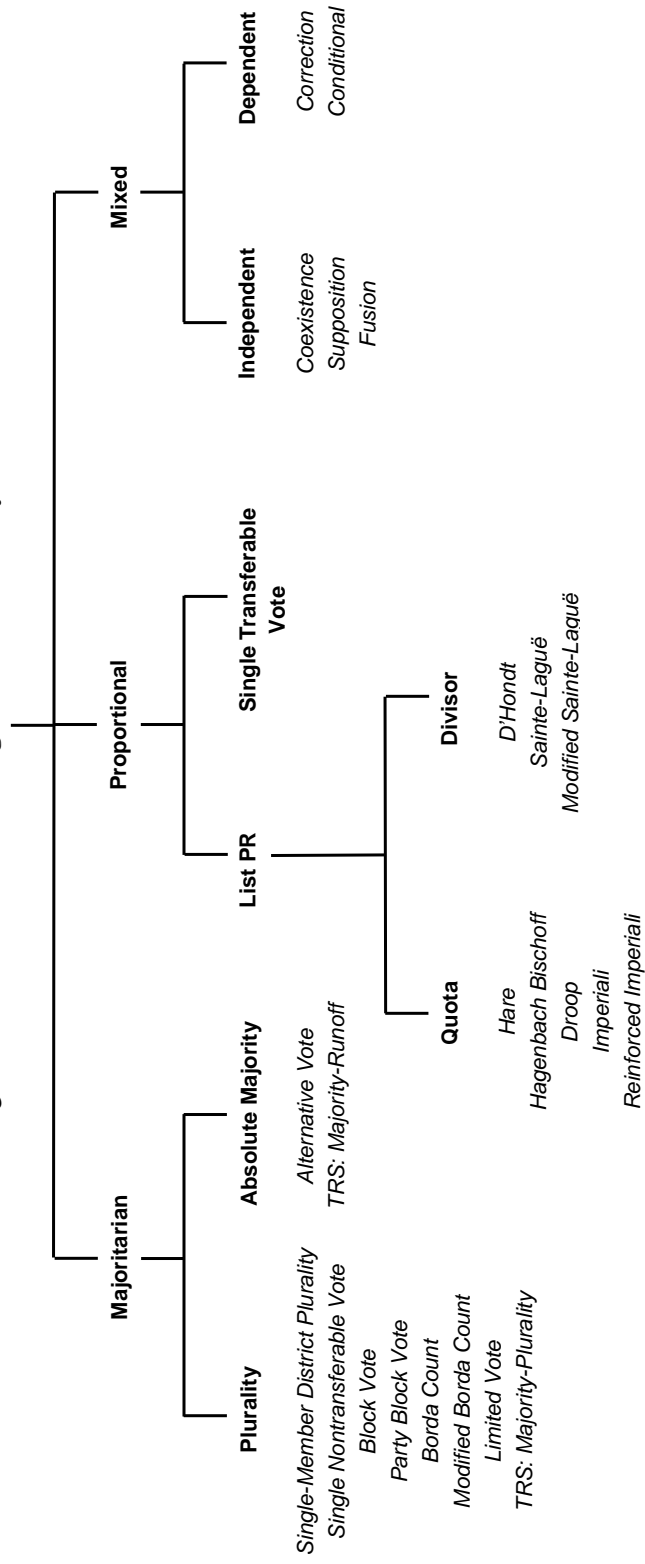 Majoritarian
Proportional
Mixed
Plurality
Absolute Majority
List PR
Single Transferable
Vote
Independent
Dependent
Single-Member District Plurality
Single Nontransferable Vote
Block Vote
Party Block Vote
Borda Count
Modified Borda Count
Limited Vote
TRS: Majority-Plurality
Alternative Vote
TRS: Majority-Runoff
Coexistence
Supposition
Fusion
Correction
Conditional
Quota
Divisor
Hare
Hagenbach Bischoff
Droop
Imperiali
Reinforced Imperiali
D'Hondt
Sainte-Laguë
Modified Sainte-Laguë